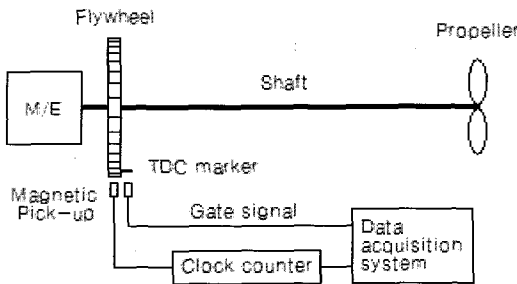 Flywheel
Propeller
Shaft
M/E
TDC marker
Magnetic
Pick-up
Gate signal
Data
acquisition
system
Clock counter